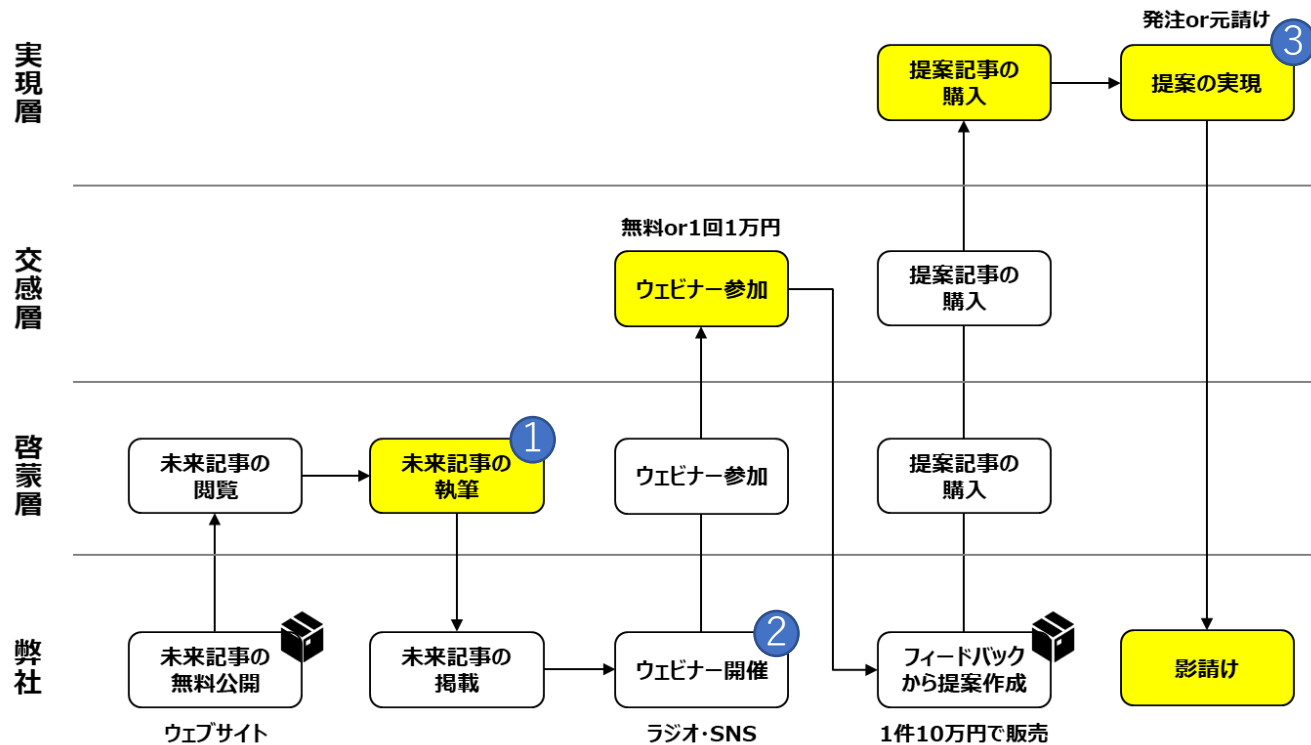 発注or元請け
3
実現層
提案記事の
購入
提案の実現
無料or1回1万円
交感層
ウェビナー参加
提案記事の
購入
1
啓蒙層
未来記事の
閲覧
未来記事の
執筆
ウェビナー参加
提案記事の
購入
2
弊社
未来記事の
無料公開
未来記事の
掲載
ウェビナー開催
フィードバック
から提案作成
影請け
ウェブサイト
ラジオ・SNS
1件10万円で販売